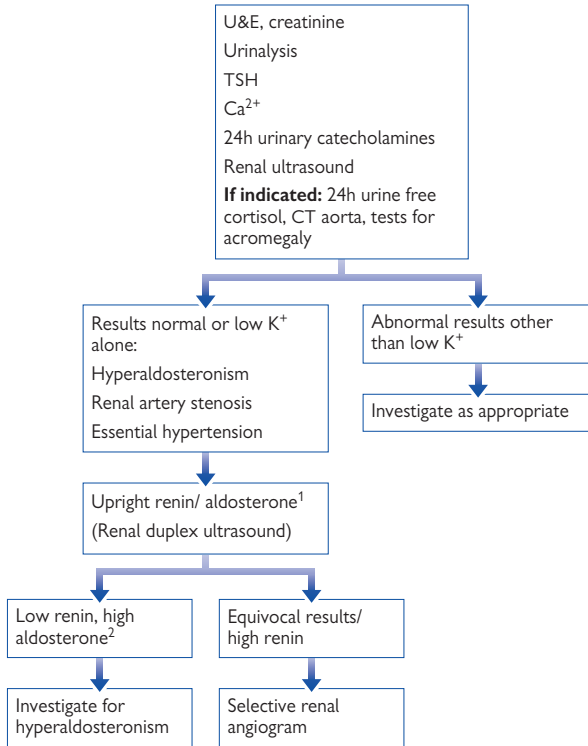 U&E, creatinine
Urinalysis
TSH
Ca²⁺
24h urinary catecholamines
Renal ultrasound
If indicated: 24h urine free
cortisol, CT aorta, tests for
acromegaly
Results normal or low K⁺
alone:
Hyperaldosteronism
Renal artery stenosis
Essential hypertension
Abnormal results other
than low K⁺
Investigate as appropriate
Upright renin/ aldosterone¹
(Renal duplex ultrasound)
Low renin, high
aldosterone²
Equivocal results/
high renin
Investigate for
hyperaldosteronism
Selective renal
angiogram